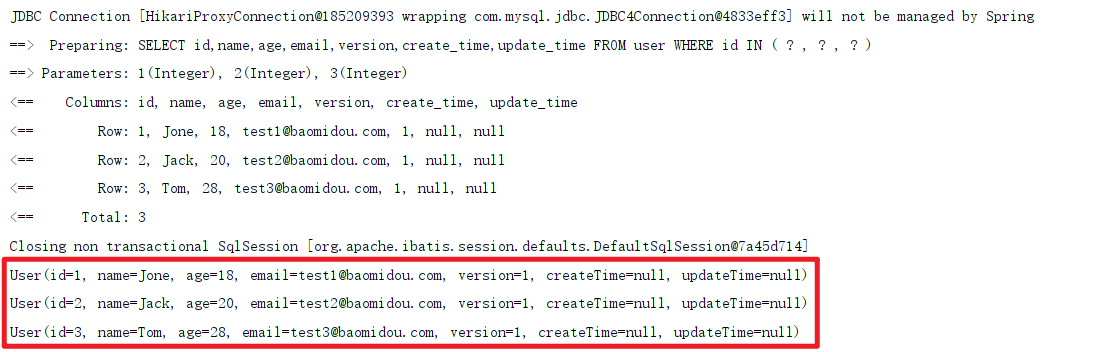 JDBC Connection [HikariProxyConnection@185209393 wrapping com.mysql.jdbc.JDBC4Connection@4833eff3] will not be managed by Spring
==>  Preparing: SELECT id,name,age,email,version,create_time,update_time FROM user WHERE id IN ( ? , ? , ? )
==> Parameters: 1(Integer), 2(Integer), 3(Integer)
<==    Columns: id, name, age, email, version, create_time, update_time
<==        Row: 1, Jone, 18, test1@baomidou.com, 1, null, null
<==        Row: 2, Jack, 20, test2@baomidou.com, 1, null, null
<==        Row: 3, Tom, 28, test3@baomidou.com, 1, null, null
<==      Total: 3
Closing non transactional SqlSession [org.apache.ibatis.session.defaults.DefaultSqlSession@7a45d714]
User(id=1, name=Jone, age=18, email=test1@baomidou.com, version=1, createTime=null, updateTime=null)
User(id=2, name=Jack, age=20, email=test2@baomidou.com, version=1, createTime=null, updateTime=null)
User(id=3, name=Tom, age=28, email=test3@baomidou.com, version=1, createTime=null, updateTime=null)